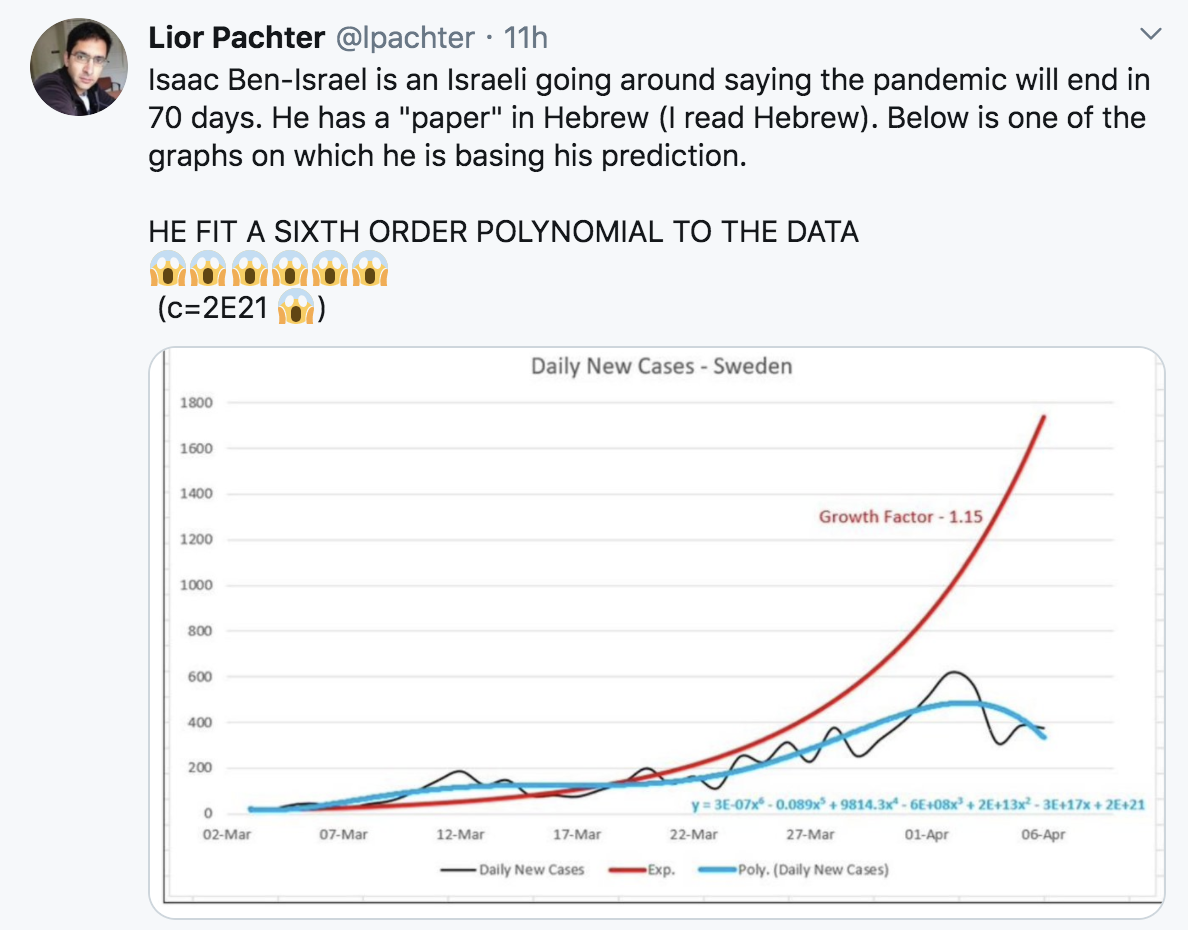 Lior Pachter @lpachter · 11h
Isaac Ben-Israel is an Israeli going around saying the pandemic will end in
70 days. He has a "paper" in Hebrew (I read Hebrew). Below is one of the
graphs on which he is basing his prediction.
HE FIT A SIXTH ORDER POLYNOMIAL TO THE DATA
😱😱😱😱😱😱
(c=2E21 😱)
Daily New Cases - Sweden
1800
1600
1400
Growth Factor - 1.15
1200
1000
800
600
400
200
y = 3E-07x⁶ - 0.089x⁵ + 9814.3x⁴ - 6E+08x³ + 2E+13x² - 3E+17x + 2E+21
0
02-Mar 07-Mar 12-Mar 17-Mar 22-Mar 27-Mar 01-Apr 06-Apr
Daily New Cases Exp. Poly. (Daily New Cases)